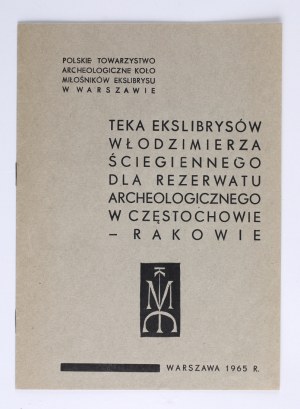 POLSKIE TOWARZYSTWO
ARCHEOLOGICZNE KOŁO
MIŁOŚNIKÓW EKSLIBRYSU
W WARSZAWIE
TEKA EKSLIBRYSÓW
WŁODZIMIERZA
ŚCIEGIENNEGO
DLA REZERWATU
ARCHEOLOGICZNEGO
W CZĘSTOCHOWIE
– RAKOWIE
WARSZAWA 1965 R.